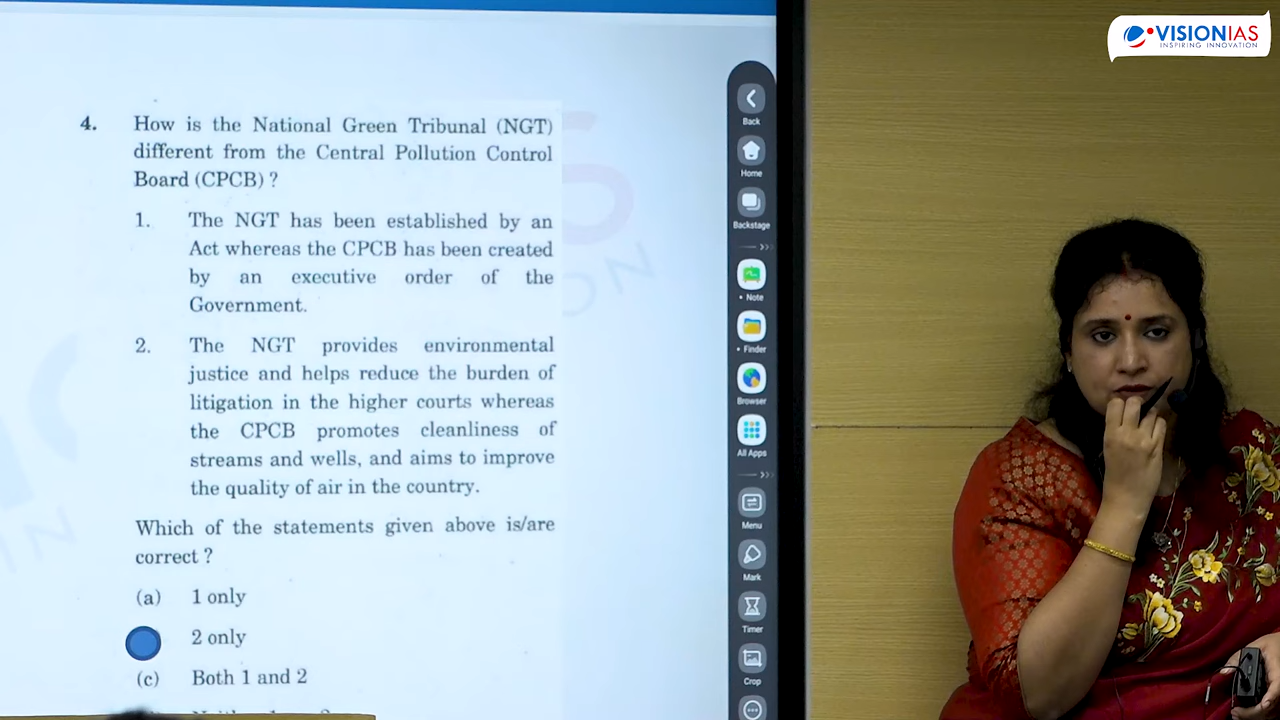 VISIONIAS
INSPIRING INNOVATION
4. How is the National Green Tribunal (NGT)
different from the Central Pollution Control
Board (CPCB) ?
1. The NGT has been established by an
Act whereas the CPCB has been created
by an executive order of the
Government.
2. The NGT provides environmental
justice and helps reduce the burden of
litigation in the higher courts whereas
the CPCB promotes cleanliness of
streams and wells, and aims to improve
the quality of air in the country.
Which of the statements given above is/are
correct ?
(a) 1 only
2 only
(c) Both 1 and 2
Back
Home
Backstage
Note
Finder
Browser
All Apps
Menu
Mark
Timer
Crop